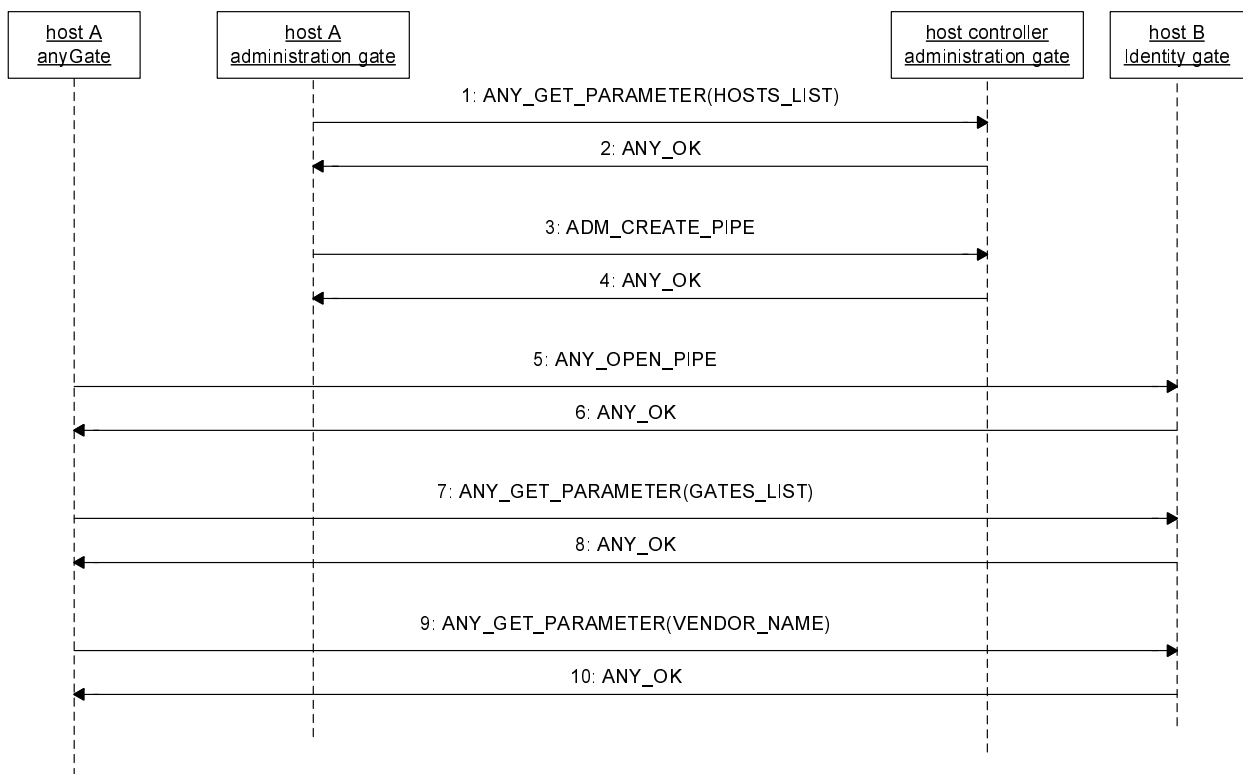 host A
anyGate
host A
administration gate
host controller
administration gate
host B
Identity gate
1: ANY_GET_PARAMETER(HOSTS_LIST)
2: ANY_OK
3: ADM_CREATE_PIPE
4: ANY_OK
5: ANY_OPEN_PIPE
6: ANY_OK
7: ANY_GET_PARAMETER(GATES_LIST)
8: ANY_OK
9: ANY_GET_PARAMETER(VENDOR_NAME)
10: ANY_OK